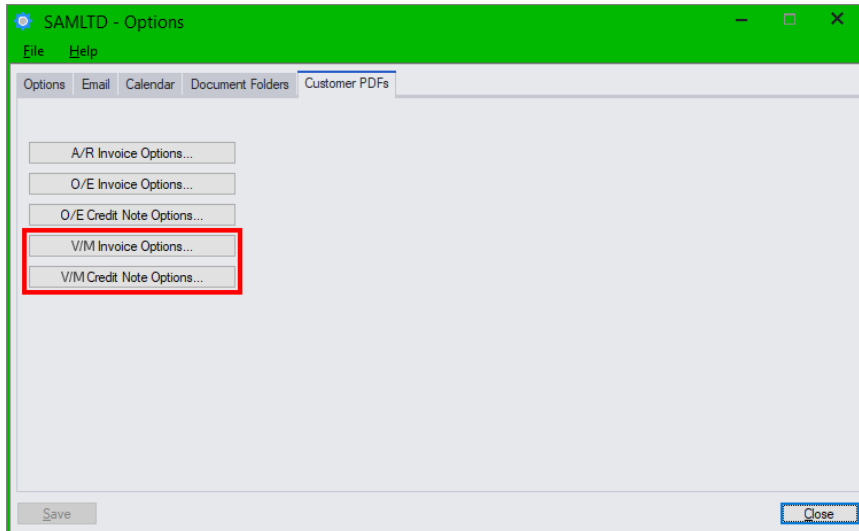 SAMLTD - Options
File Help
Options Email Calendar Document Folders Customer PDFs
A/R Invoice Options...
O/E Invoice Options...
O/E Credit Note Options...
V/M Invoice Options...
V/M Credit Note Options...
Save Close